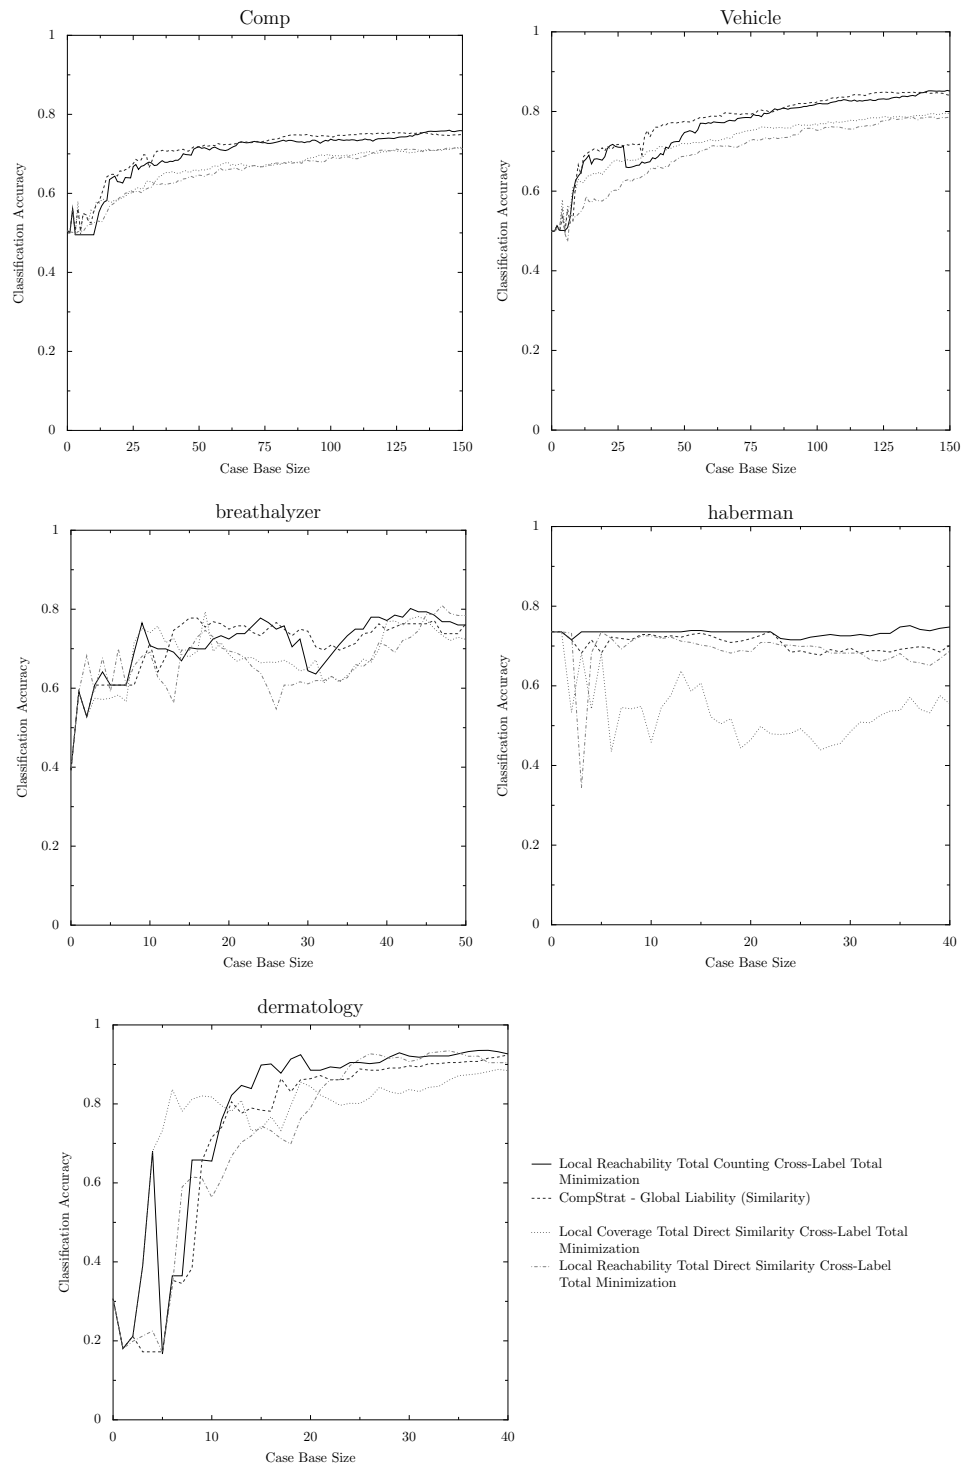 Comp
1
0.8
0.6
0.4
0.2
0
Classification Accuracy
0 25 50 75 100 125 150
Case Base Size
Vehicle
1
0.8
0.6
0.4
0.2
0
Classification Accuracy
0 25 50 75 100 125 150
Case Base Size
breathalyzer
1
0.8
0.6
0.4
0.2
0
Classification Accuracy
0 10 20 30 40 50
Case Base Size
haberman
1
0.8
0.6
0.4
0.2
0
Classification Accuracy
0 10 20 30 40
Case Base Size
dermatology
1
0.8
0.6
0.4
0.2
0
Classification Accuracy
0 10 20 30 40
Case Base Size
Local Reachability Total Counting Cross-Label Total
Minimization
CompStrat - Global Liability (Similarity)
Local Coverage Total Direct Similarity Cross-Label Total
Minimization
Local Reachability Total Direct Similarity Cross-Label
Total Minimization